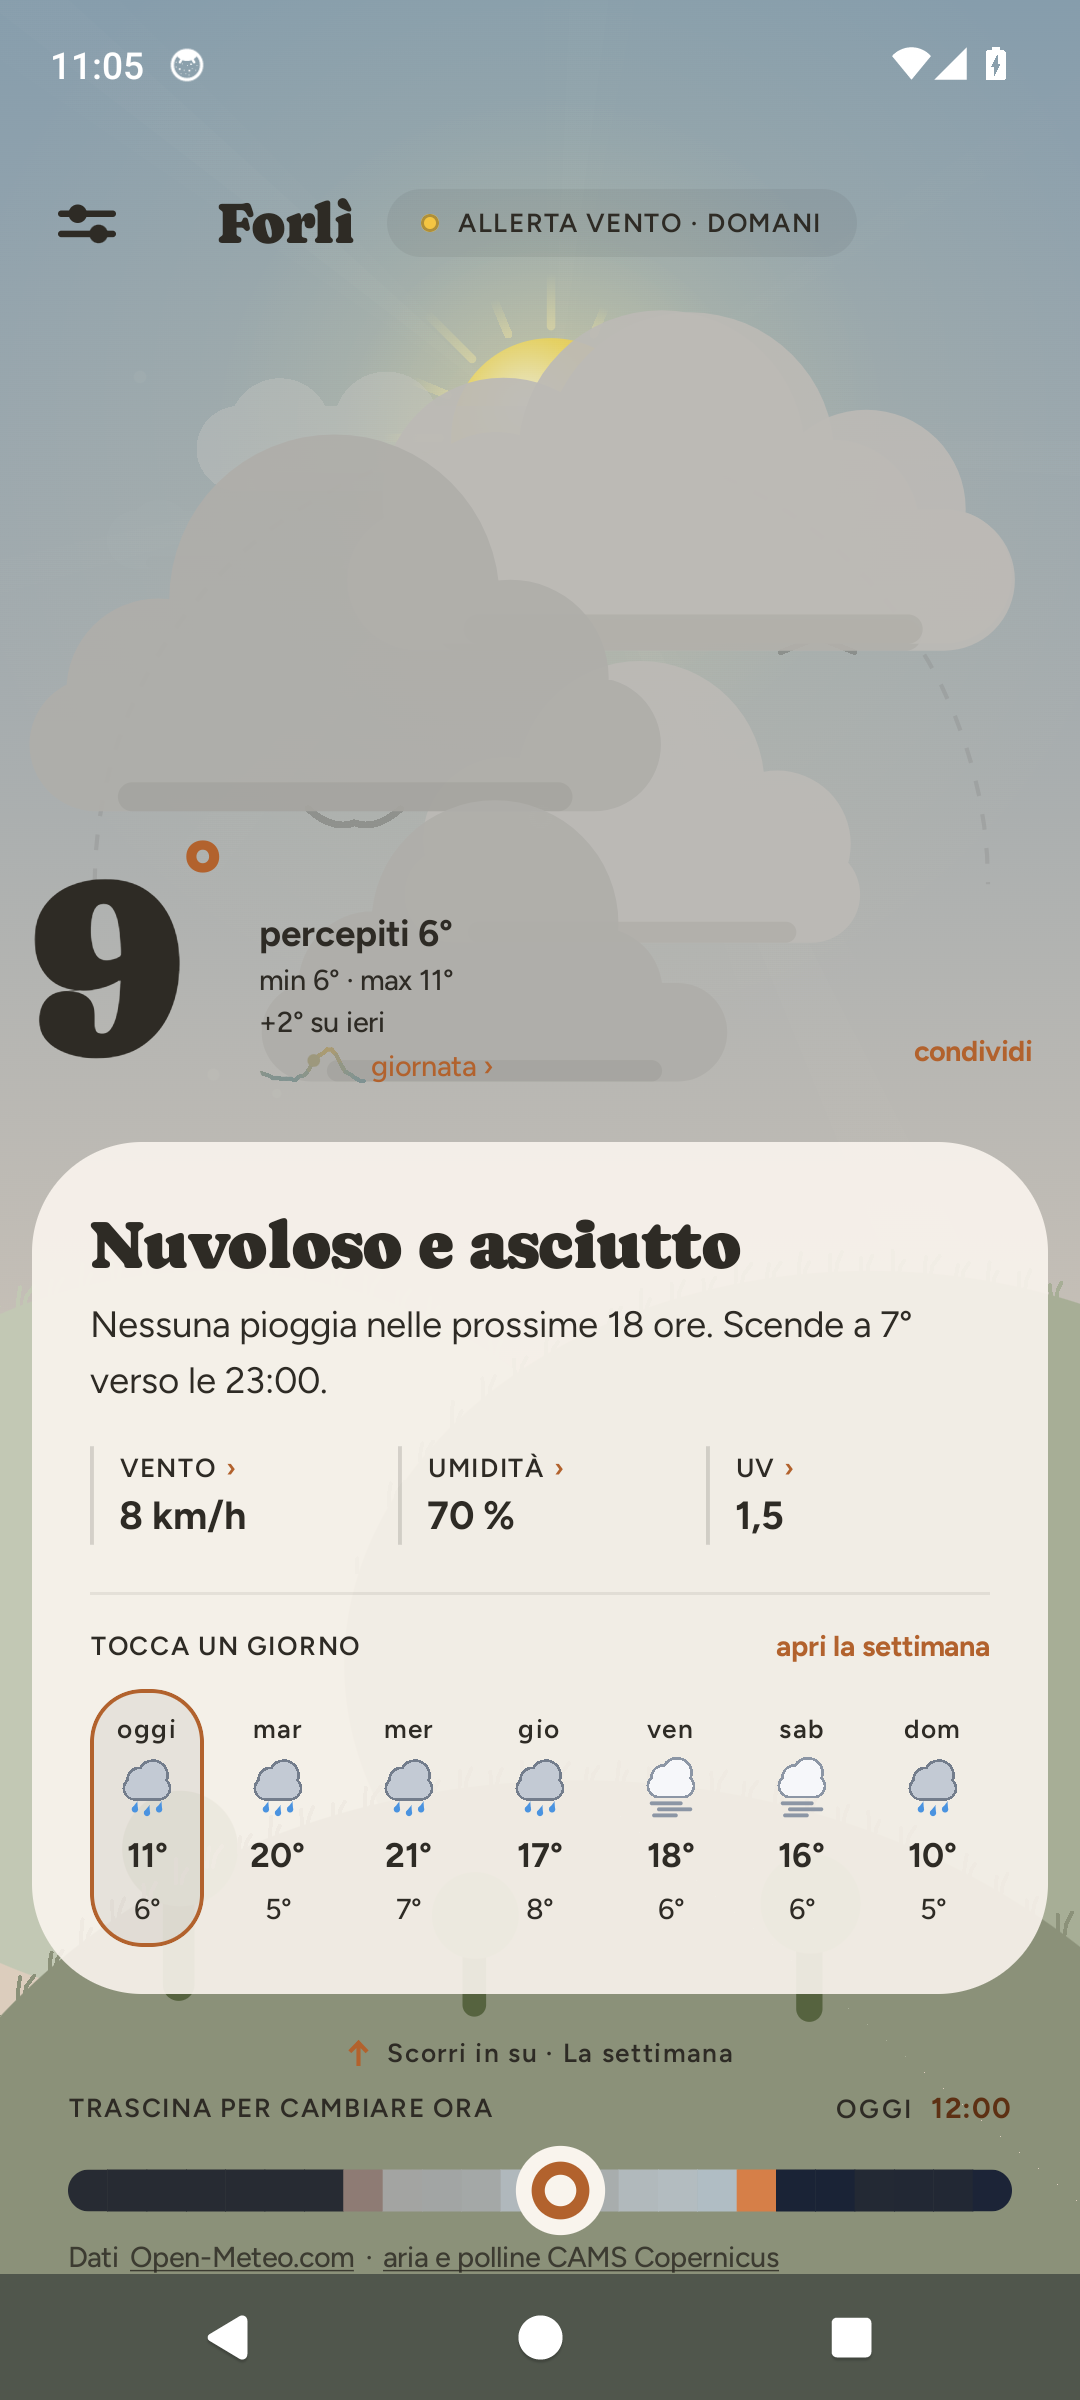 11:05
Forlì
ALLERTA VENTO · DOMANI
9°
percepiti 6°
min 6° · max 11°
+2° su ieri
giornata ›
condividi
Nuvoloso e asciutto
Nessuna pioggia nelle prossime 18 ore. Scende a 7°
verso le 23:00.
VENTO › UMIDITÀ › UV ›
8 km/h 70 % 1,5
TOCCA UN GIORNO apri la settimana
oggi mar mer gio ven sab dom
11° 20° 21° 17° 18° 16° 10°
6° 5° 7° 8° 6° 6° 5°
↑ Scorri in su · La settimana
TRASCINA PER CAMBIARE ORA OGGI 12:00
Dati Open-Meteo.com · aria e polline CAMS Copernicus